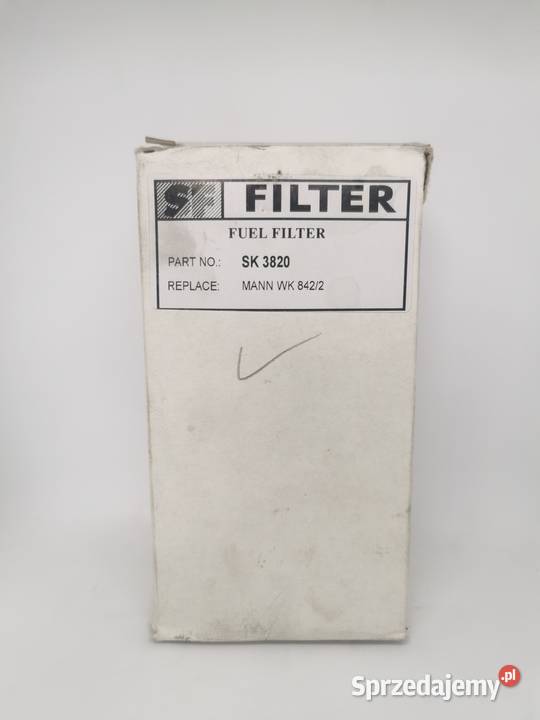 SF FILTER
FUEL FILTER
PART NO.: SK 3820
REPLACE: MANN WK 842/2
Sprzedajemy.pl